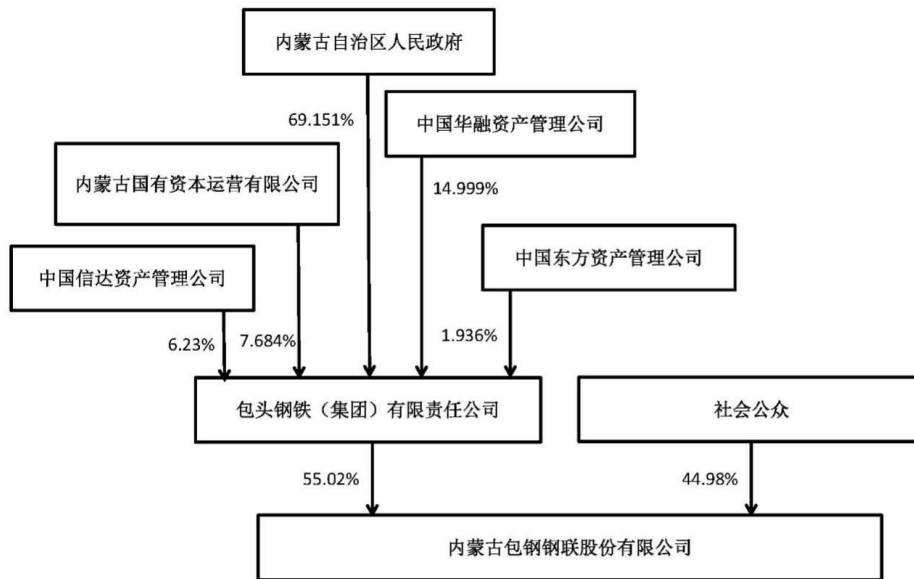 内蒙古自治区人民政府
69.151%
中国华融资产管理公司
14.999%
内蒙古国有资本运营有限公司
中国信达资产管理公司
中国东方资产管理公司
6.23%
7.684%
1.936%
包头钢铁（集团）有限责任公司
社会公众
55.02%
44.98%
内蒙古包钢钢联股份有限公司